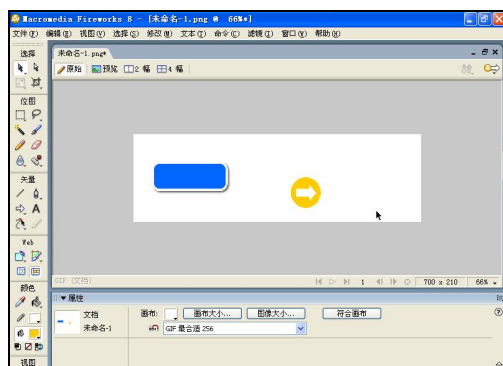 Macromedia Fireworks 8 - [未命名-1.png @ 66%*]
文件(F) 编辑(E) 视图(V) 选择(S) 修改(M) 文本(T) 命令(C) 滤镜(I) 窗口(W) 帮助(H)
选择
未命名-1.png*
原始 预览 2 幅 4 幅
位图
矢量
A
Web
GIF (文档)
1
700 x 210
66%
颜色
属性
文档
未命名-1
画布:
画布大小...
图像大小...
符合画布
GIF 最合适 256
视图